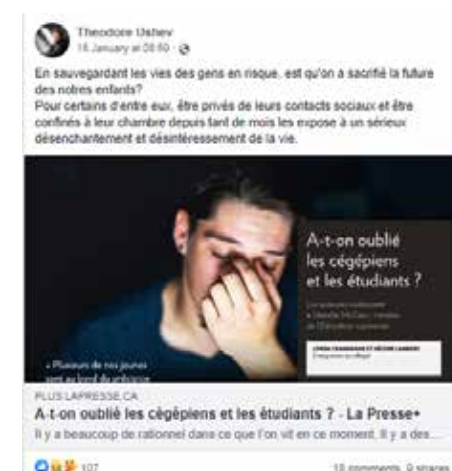 Theodore Ushev
16 January at 08:50
En sauvegardant les vies des gens en risque, est qu'on a sacrifié la future
des notres enfants?
Pour certains d'entre eux, être privés de leurs contacts sociaux et être
confinés à leur chambre depuis tant de mois les expose à un sérieux
désenchantement et désintéressement de la vie.
A-t-on oublié
les cégépiens
et les étudiants ?
« Plusieurs de nos jeunes
sont au bord du précipice
PLUS.LAPRESSE.CA
A-t-on oublié les cégépiens et les étudiants ? - La Presse+
Il y a beaucoup de rationnel dans ce que l'on vit en ce moment. Il y a des...
107
18 comments 9 shares